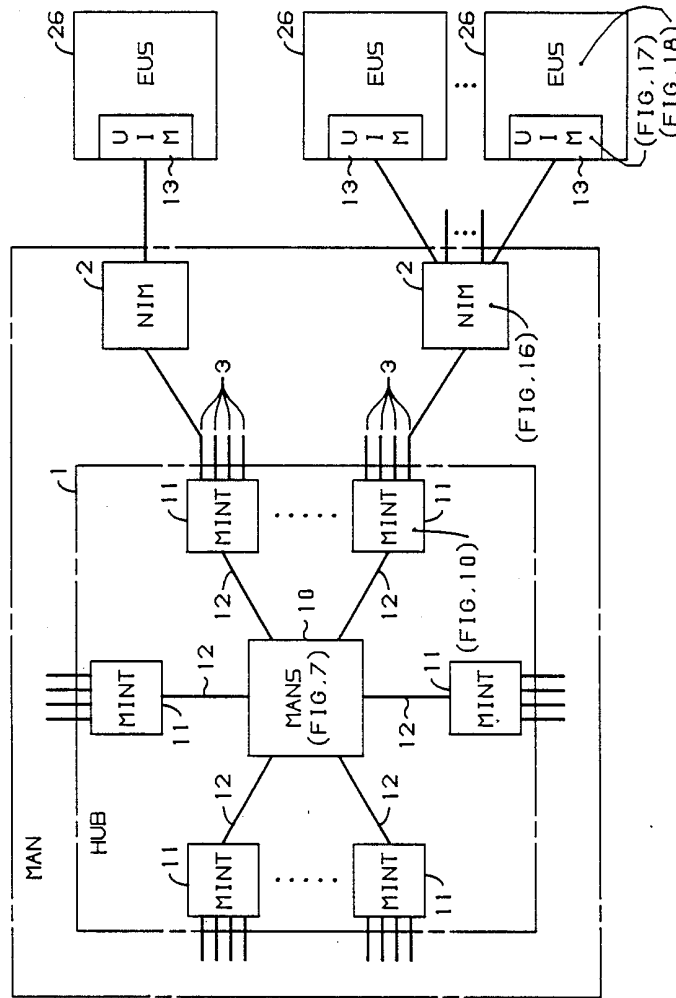 MAN
HUB
1
MINT
11
MINT
11
MINT
11
MINT
11
MINT
11
MINT
11
12
12
12
12
12
12
MANS
(FIG.7)
10
(FIG.10)
3
3
NIM
2
NIM
2
(FIG.16)
EUS
26
UIM
13
EUS
26
UIM
13
EUS
26
UIM
13
(FIG.17)
(FIG.18)